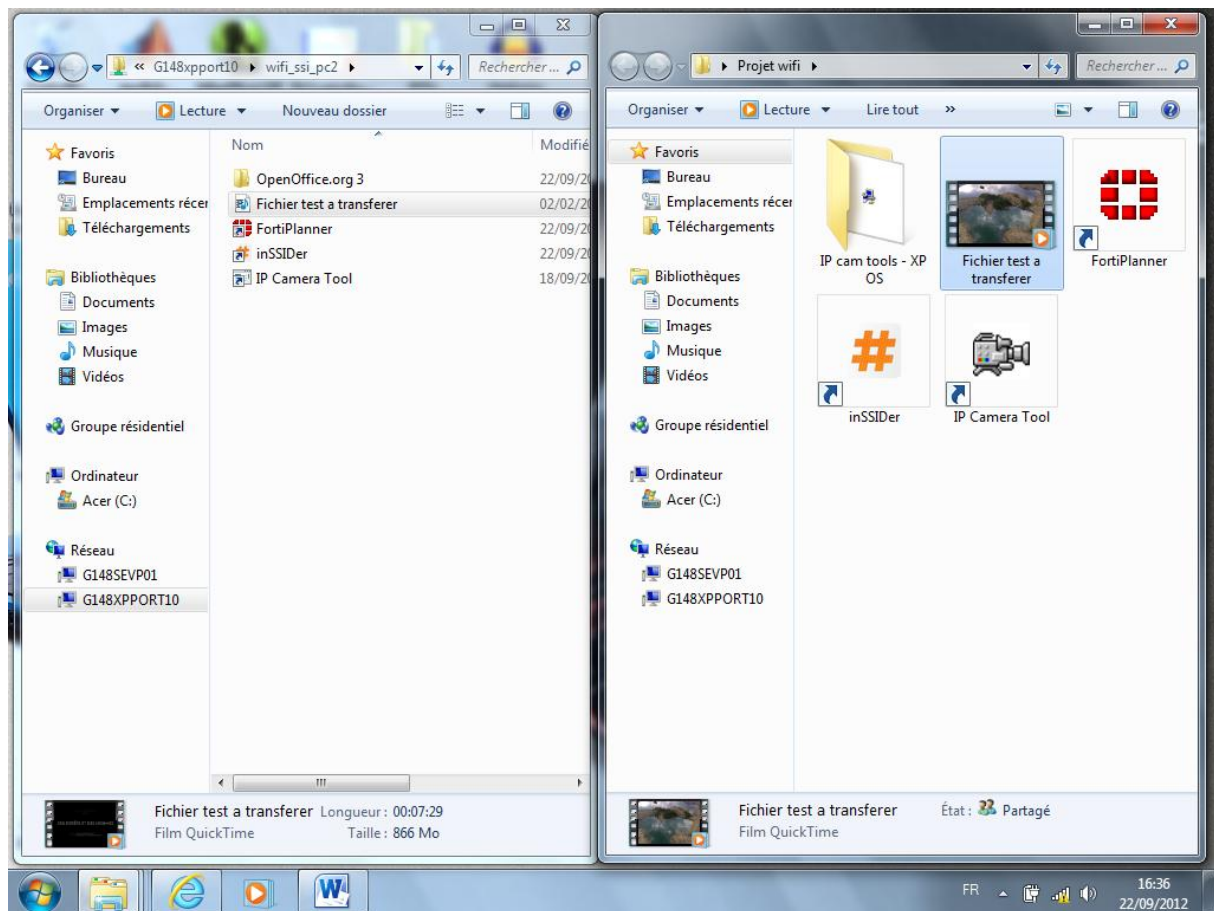 « G148xpport10 ▸ wifi_ssi_pc2 ▸
Rechercher ...
Organiser
Lecture
Nouveau dossier
Favoris
Bureau
Emplacements récer
Téléchargements
Bibliothèques
Documents
Images
Musique
Vidéos
Groupe résidentiel
Ordinateur
Acer (C:)
Réseau
G148SEVP01
G148XPPORT10
Nom Modifié
OpenOffice.org 3 22/09/20
Fichier test a transferer 02/02/20
FortiPlanner 22/09/20
inSSIDer 22/09/20
IP Camera Tool 18/09/20
Fichier test a transferer Longueur : 00:07:29
Film QuickTime Taille : 866 Mo
▸ Projet wifi ▸
Rechercher ...
Organiser
Lecture
Lire tout »
Favoris
Bureau
Emplacements récer
Téléchargements
Bibliothèques
Documents
Images
Musique
Vidéos
Groupe résidentiel
Ordinateur
Acer (C:)
Réseau
G148SEVP01
G148XPPORT10
IP cam tools - XP
OS
Fichier test a
transferer
FortiPlanner
inSSIDer
IP Camera Tool
Fichier test a transferer État : Partagé
Film QuickTime
FR
16:36
22/09/2012